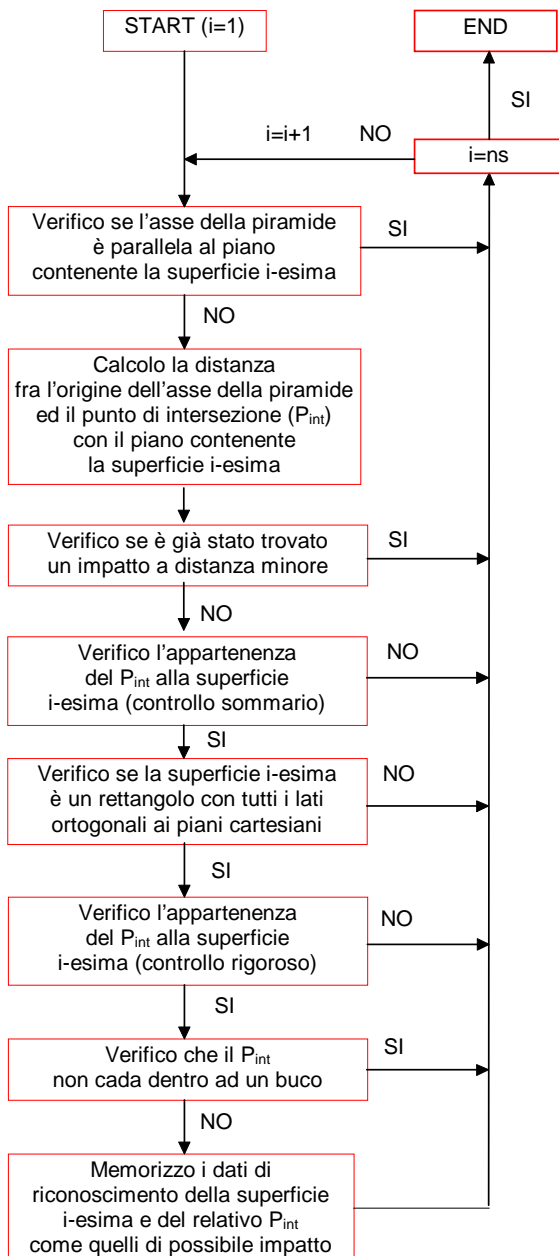 START (i=1)
END
SI
i=i+1 NO
i=ns
Verifico se l'asse della piramide
è parallela al piano
contenente la superficie i-esima
SI
NO
Calcolo la distanza
fra l'origine dell'asse della piramide
ed il punto di intersezione (Pint)
con il piano contenente
la superficie i-esima
Verifico se è già stato trovato
un impatto a distanza minore
SI
NO
Verifico l'appartenenza
del Pint alla superficie
i-esima (controllo sommario)
NO
SI
Verifico se la superficie i-esima
è un rettangolo con tutti i lati
ortogonali ai piani cartesiani
NO
SI
Verifico l'appartenenza
del Pint alla superficie
i-esima (controllo rigoroso)
NO
SI
Verifico che il Pint
non cada dentro ad un buco
SI
NO
Memorizzo i dati di
riconoscimento della superficie
i-esima e del relativo Pint
come quelli di possibile impatto